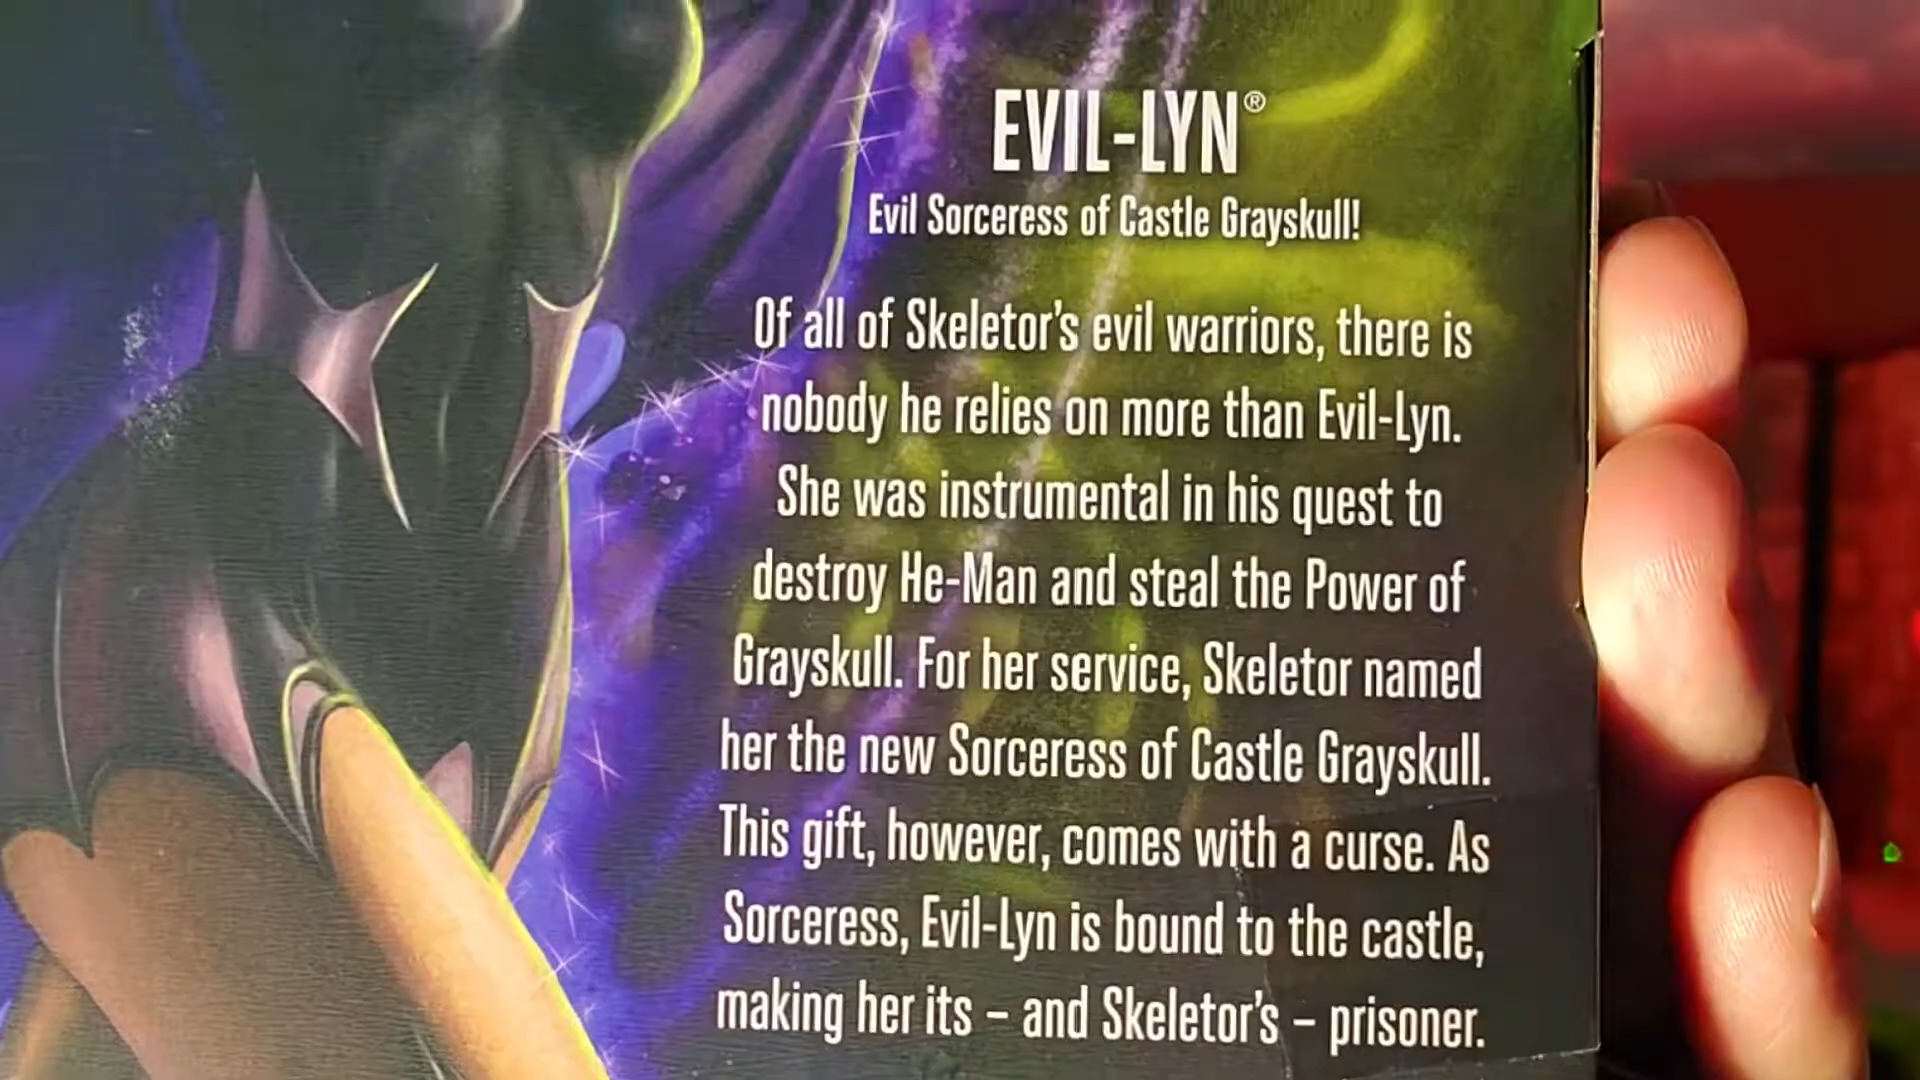 EVIL-LYN®
Evil Sorceress of Castle Grayskull!
Of all of Skeletor's evil warriors, there is
nobody he relies on more than Evil-Lyn.
She was instrumental in his quest to
destroy He-Man and steal the Power of
Grayskull. For her service, Skeletor named
her the new Sorceress of Castle Grayskull.
This gift, however, comes with a curse. As
Sorceress, Evil-Lyn is bound to the castle,
making her its – and Skeletor's – prisoner.